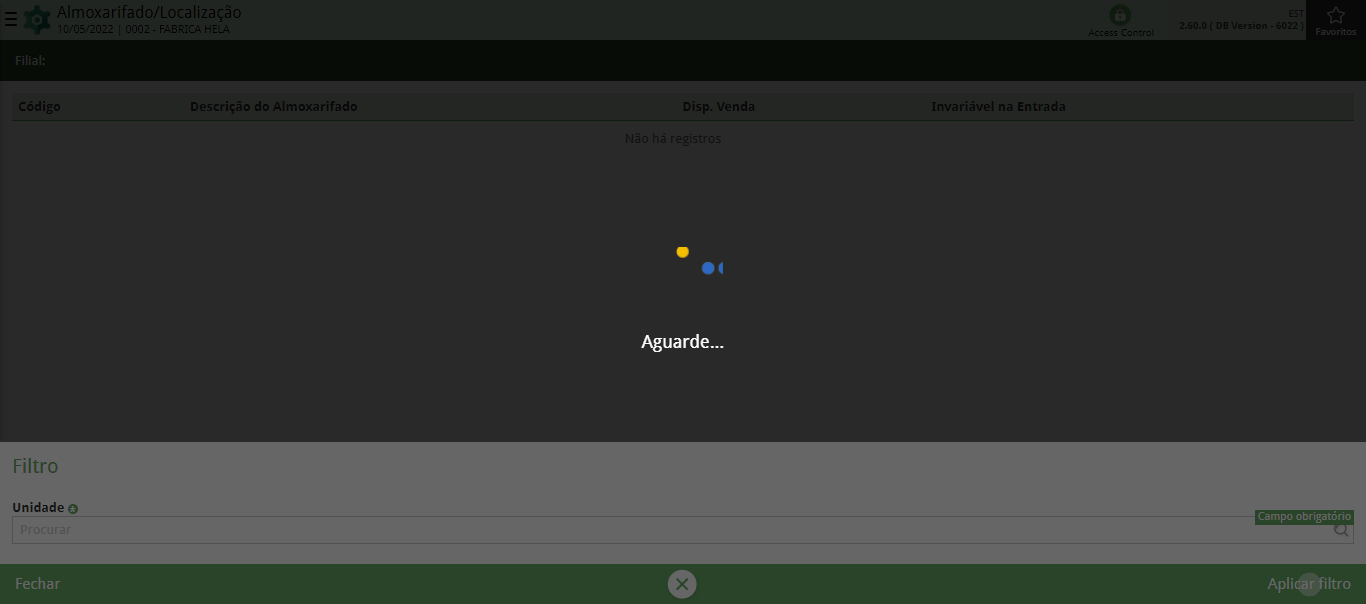 Almoxarifado/Localização
10/05/2022 | 0002 - FABRICA HELA
Access Control
EST
2.60.0 ( DB Version - 6022 )
Favoritos
Filial:
Código Descrição do Almoxarifado Disp. Venda Invariável na Entrada
Não há registros
Aguarde...
Filtro
Unidade
Campo obrigatório
Procurar
Fechar Aplicar filtro